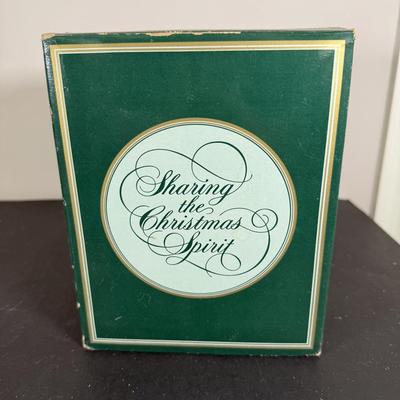 Sharing
the
Christmas
Spirit